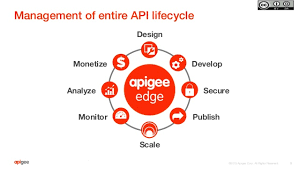 Management of entire API lifecycle
Design
Monetize
Develop
apigee
edge
Analyze
Secure
Monitor
Publish
Scale
apigee